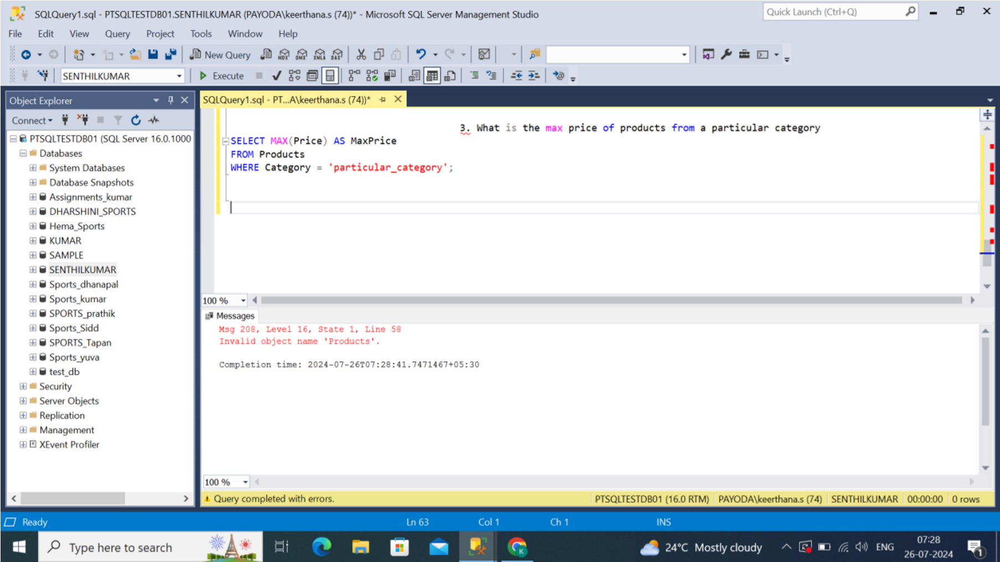 SQLQuery1.sql - PTSQLTESTDB01.SENTHILKUMAR (PAYODA\keerthana.s (74))* - Microsoft SQL Server Management Studio
Quick Launch (Ctrl+Q)
File Edit View Query Project Tools Window Help
New Query MDX DMX XMLA DAX
SENTHILKUMAR
Execute
Object Explorer
SQLQuery1.sql - PT...A\keerthana.s (74))*
Connect
PTSQLTESTDB01 (SQL Server 16.0.1000
Databases
System Databases
Database Snapshots
Assignments_kumar
DHARSHINI_SPORTS
Hema_Sports
KUMAR
SAMPLE
SENTHILKUMAR
Sports_dhanapal
Sports_kumar
SPORTS_prathik
Sports_Sidd
SPORTS_Tapan
Sports_yuva
test_db
Security
Server Objects
Replication
Management
XEvent Profiler
3. What is the max price of products from a particular category
SELECT MAX(Price) AS MaxPrice
FROM Products
WHERE Category = 'particular_category';
100 %
Messages
Msg 208, Level 16, State 1, Line 58
Invalid object name 'Products'.
Completion time: 2024-07-26T07:28:41.7471467+05:30
100 %
Query completed with errors.
PTSQLTESTDB01 (16.0 RTM) PAYODA\keerthana.s (74) SENTHILKUMAR 00:00:00 0 rows
Ready Ln 63 Col 1 Ch 1 INS
Type here to search
K
24°C Mostly cloudy
ENG
07:28
26-07-2024
1